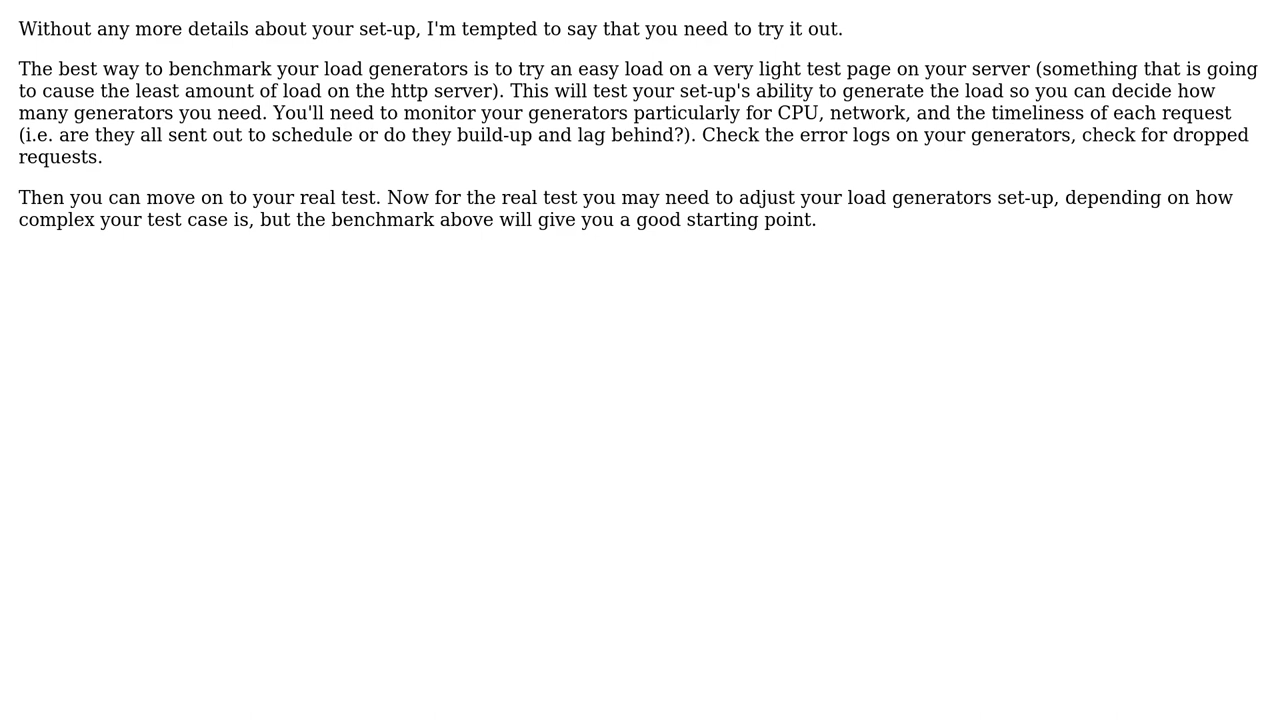 Without any more details about your set-up, I'm tempted to say that you need to try it out.
The best way to benchmark your load generators is to try an easy load on a very light test page on your server (something that is going
to cause the least amount of load on the http server). This will test your set-up's ability to generate the load so you can decide how
many generators you need. You'll need to monitor your generators particularly for CPU, network, and the timeliness of each request
(i.e. are they all sent out to schedule or do they build-up and lag behind?). Check the error logs on your generators, check for dropped
requests.
Then you can move on to your real test. Now for the real test you may need to adjust your load generators set-up, depending on how
complex your test case is, but the benchmark above will give you a good starting point.